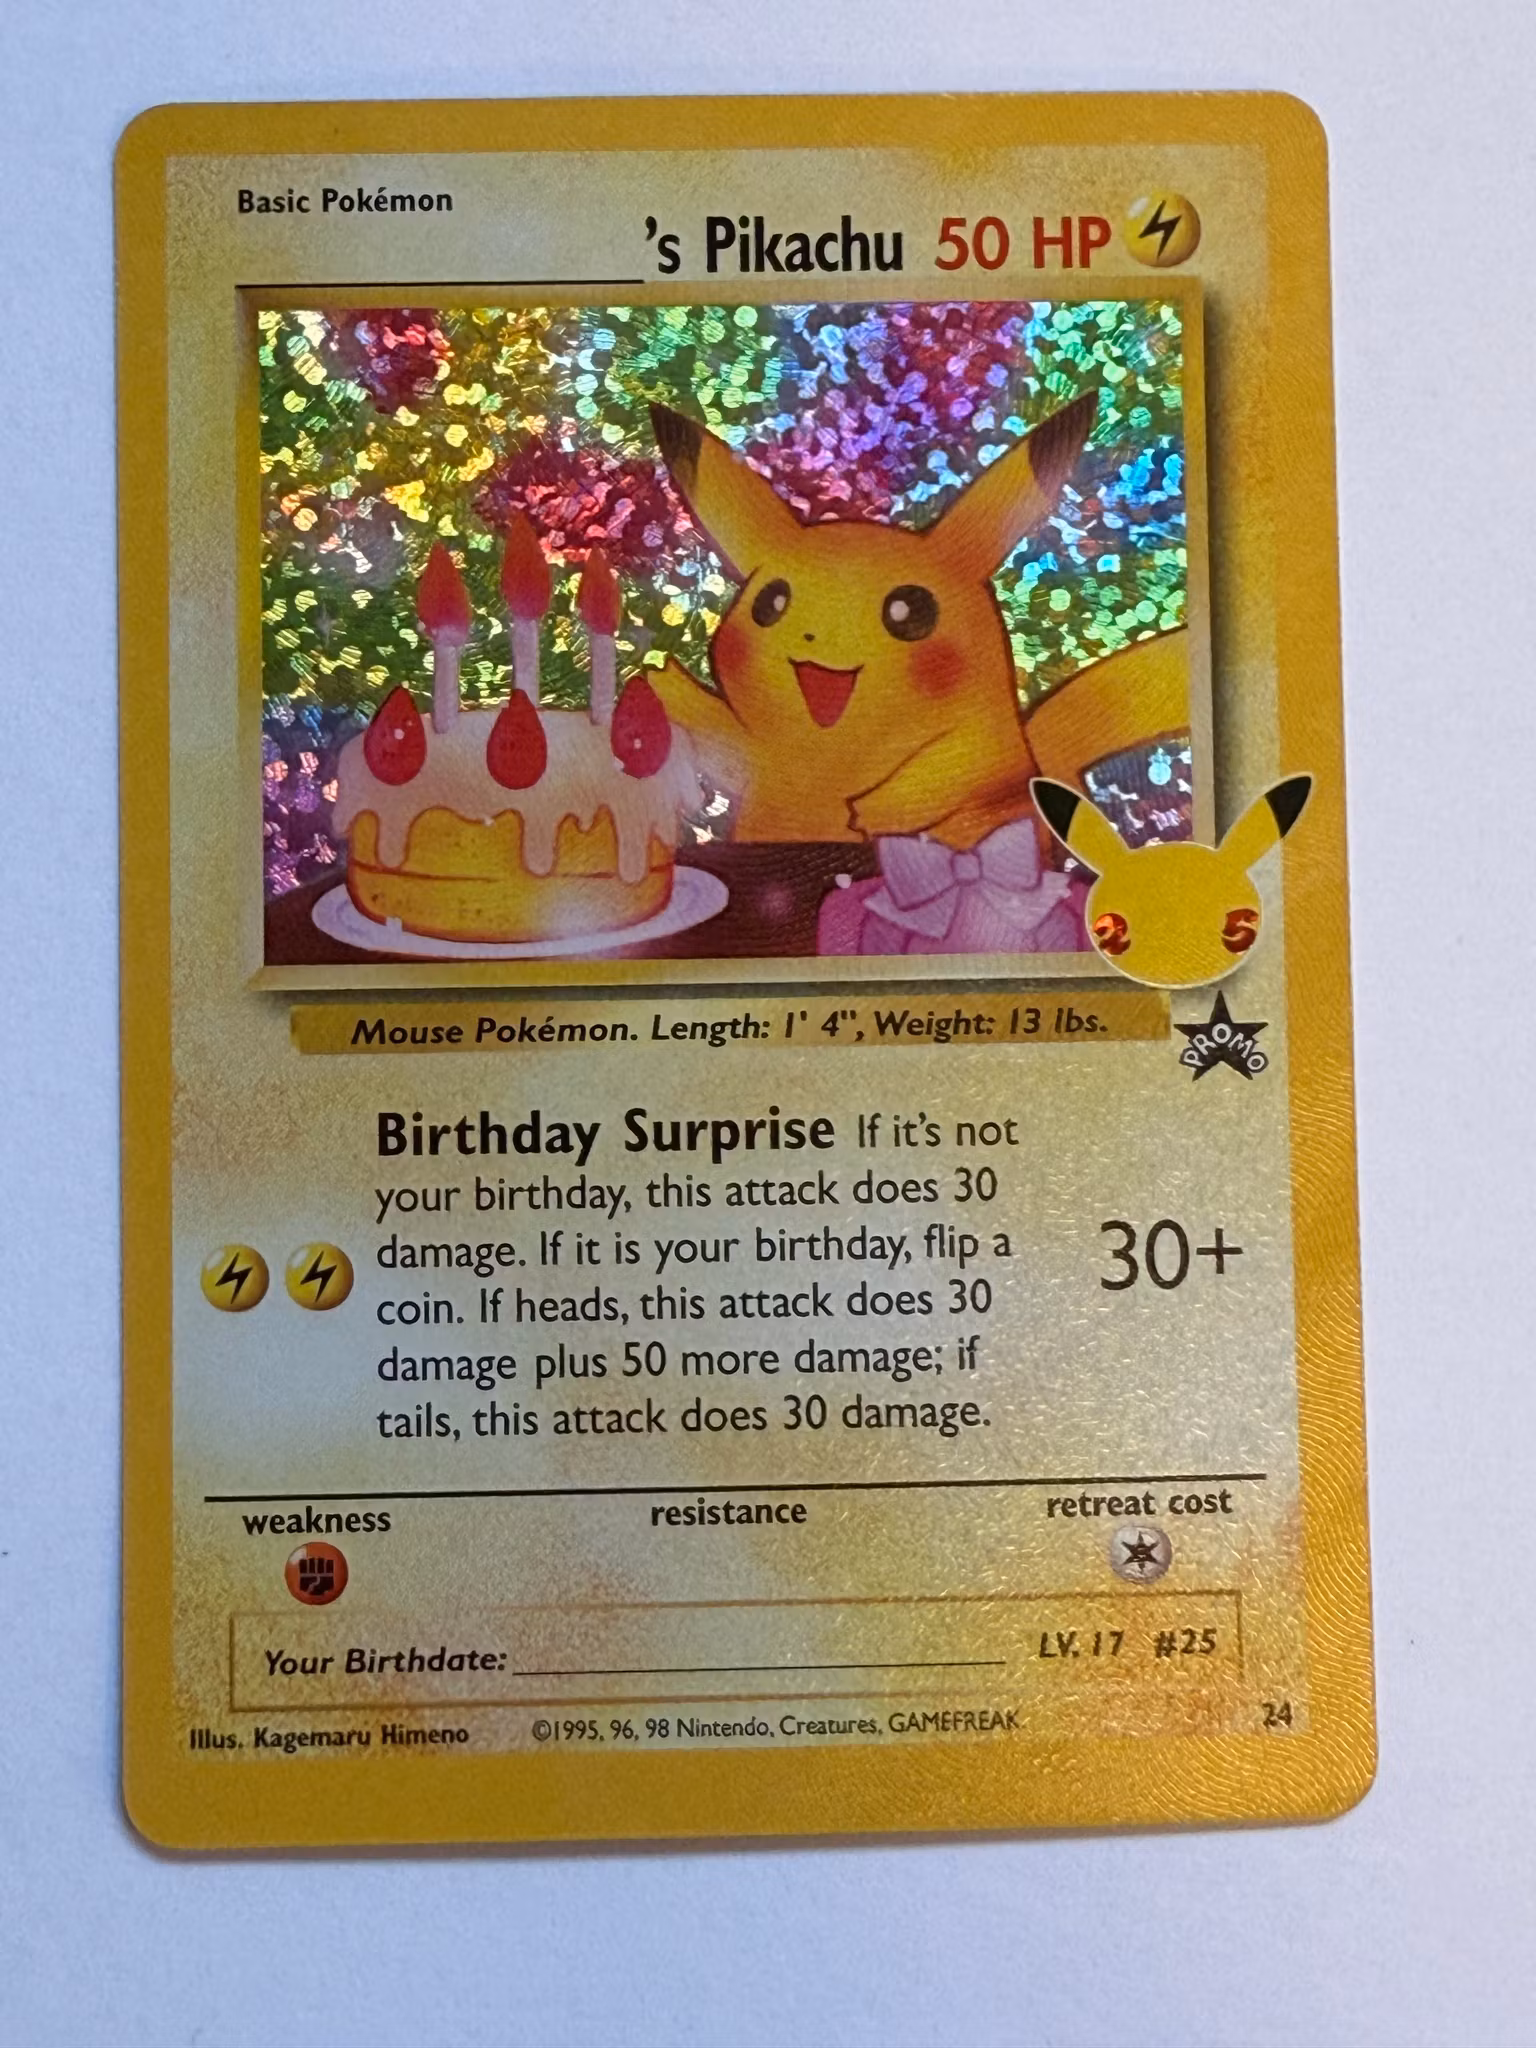 Basic Pokémon
________'s Pikachu 50 HP
25
Mouse Pokémon. Length: 1' 4", Weight: 13 lbs.
PROMO
Birthday Surprise If it's not
your birthday, this attack does 30
damage. If it is your birthday, flip a
coin. If heads, this attack does 30
damage plus 50 more damage; if
tails, this attack does 30 damage.
30+
weakness resistance retreat cost
Your Birthdate:________ LV. 17 #25
Illus. Kagemaru Himeno ©1995, 96, 98 Nintendo, Creatures, GAMEFREAK. 24